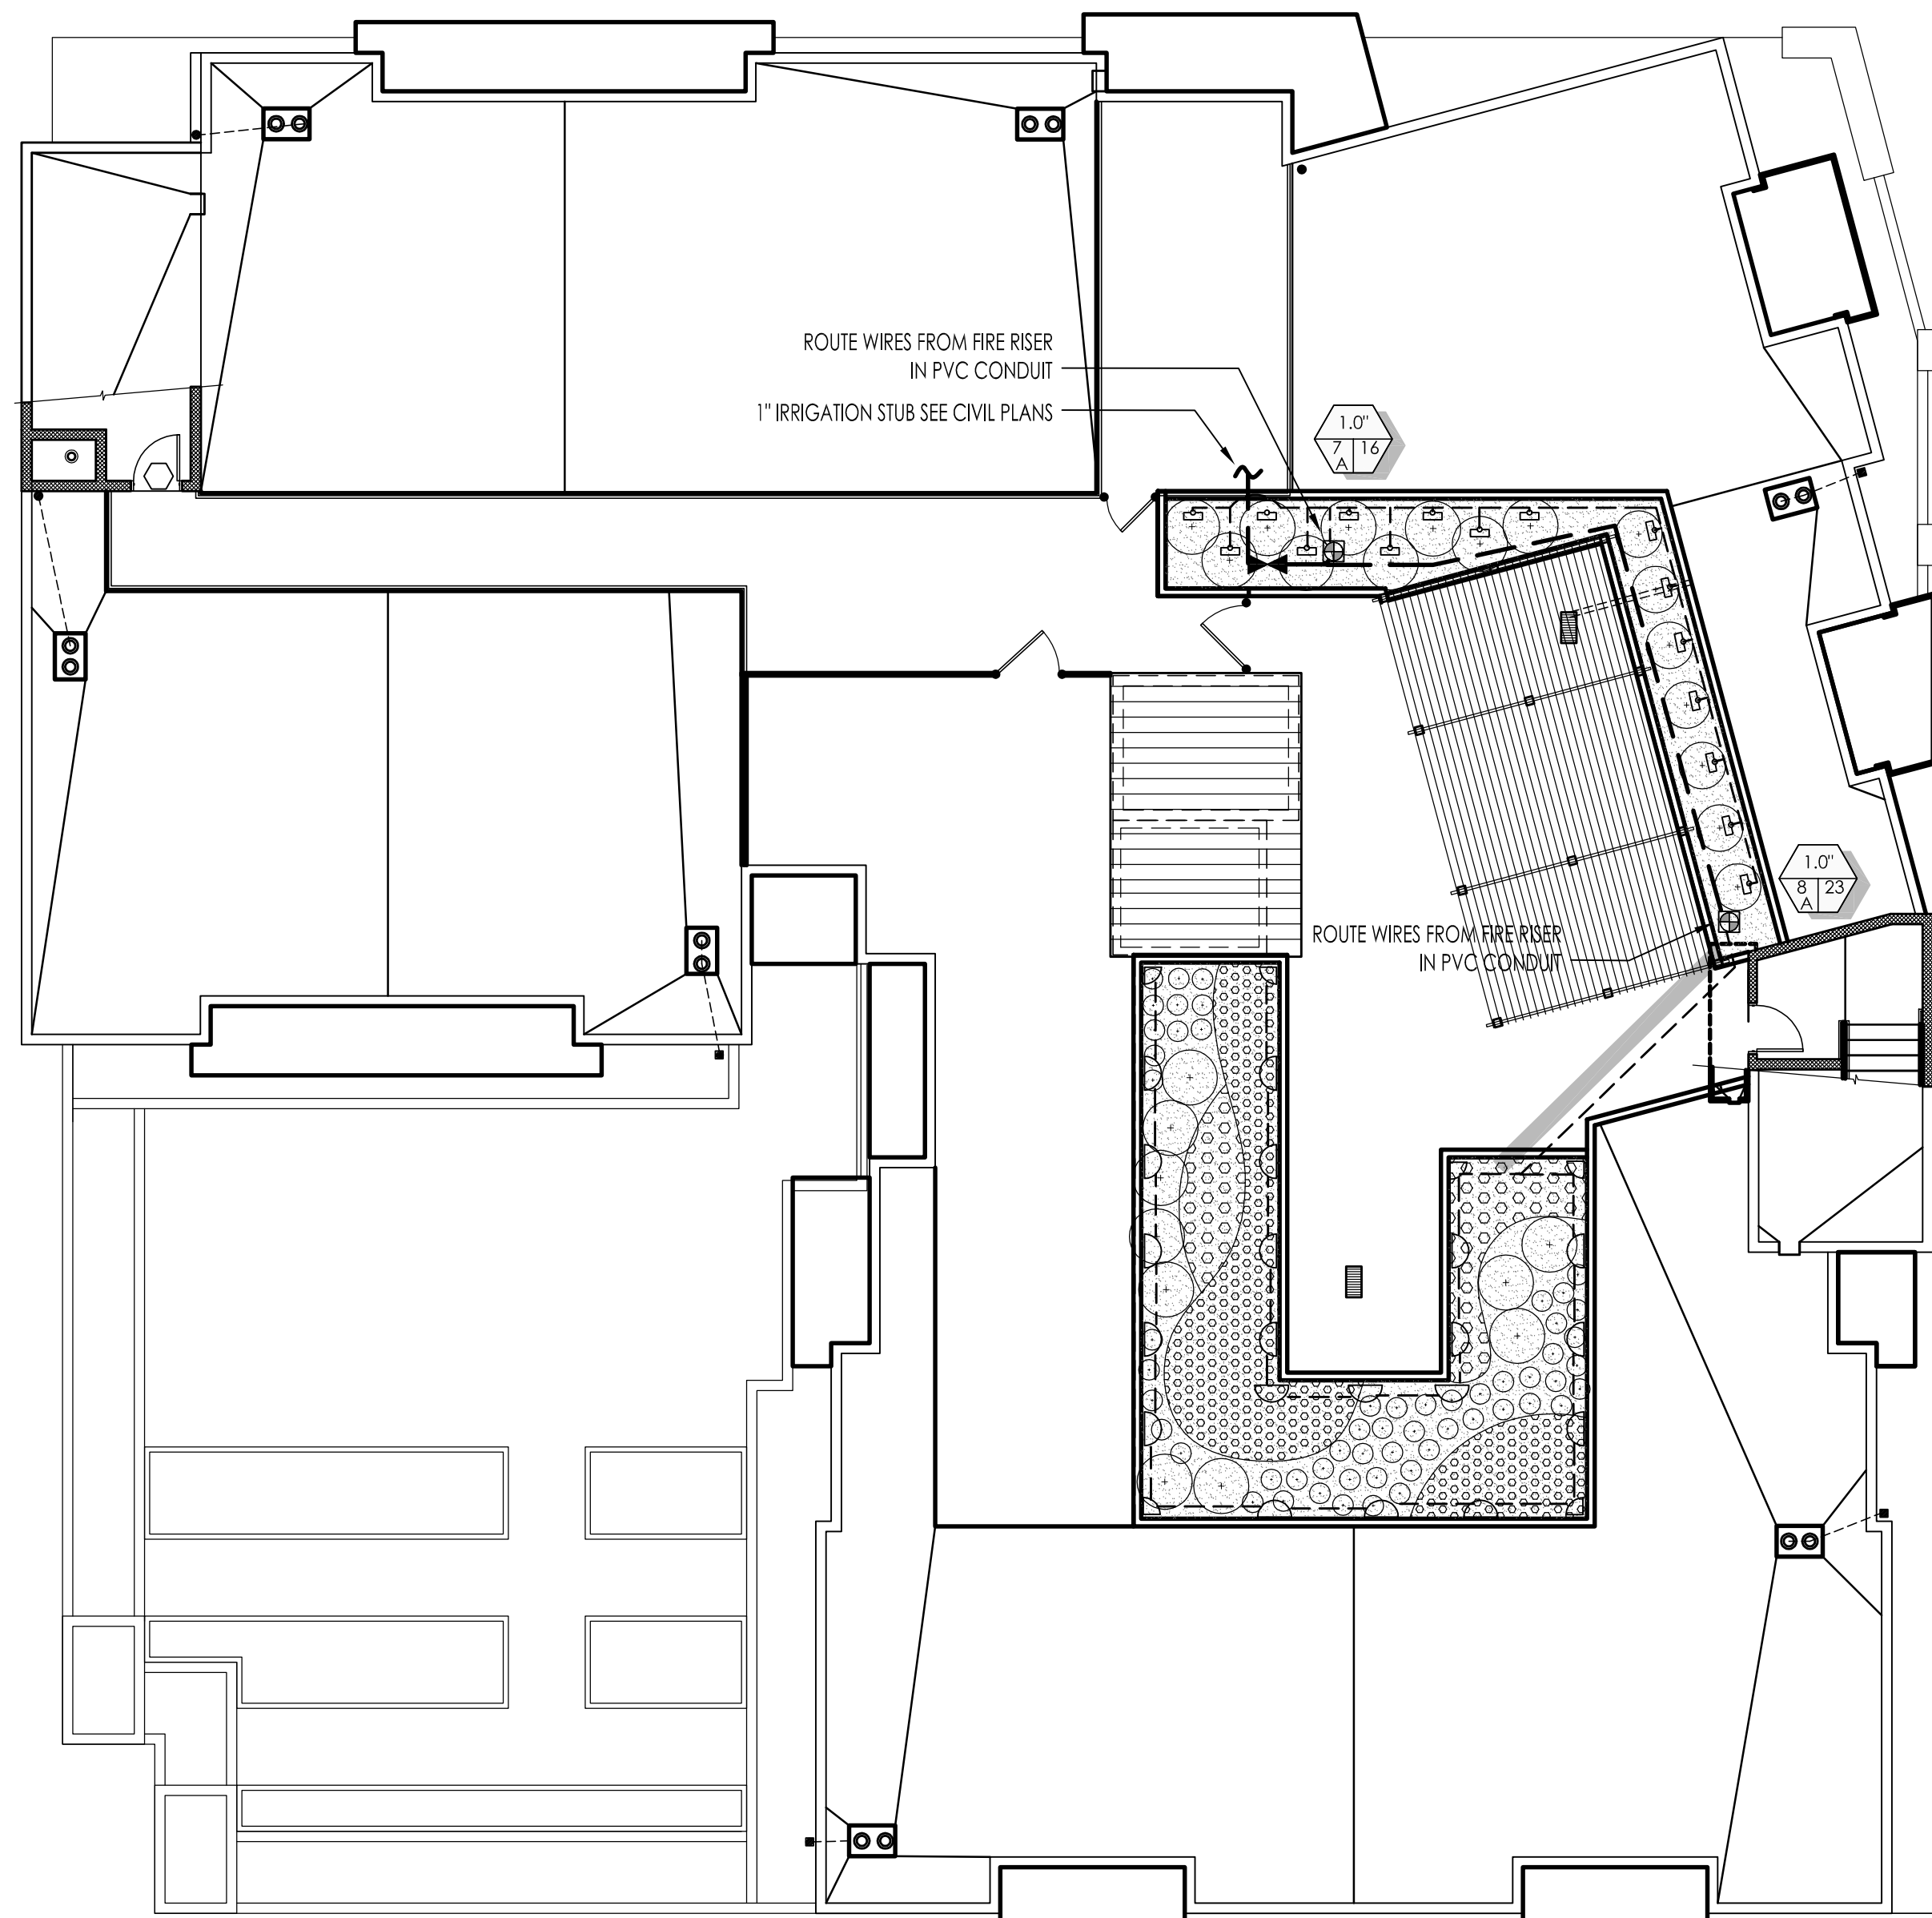 ROUTE WIRES FROM FIRE RISER
IN PVC CONDUIT
1" IRRIGATION STUB SEE CIVIL PLANS
1.0"
7 16
A
1.0"
8 23
A
ROUTE WIRES FROM FIRE RISER
IN PVC CONDUIT